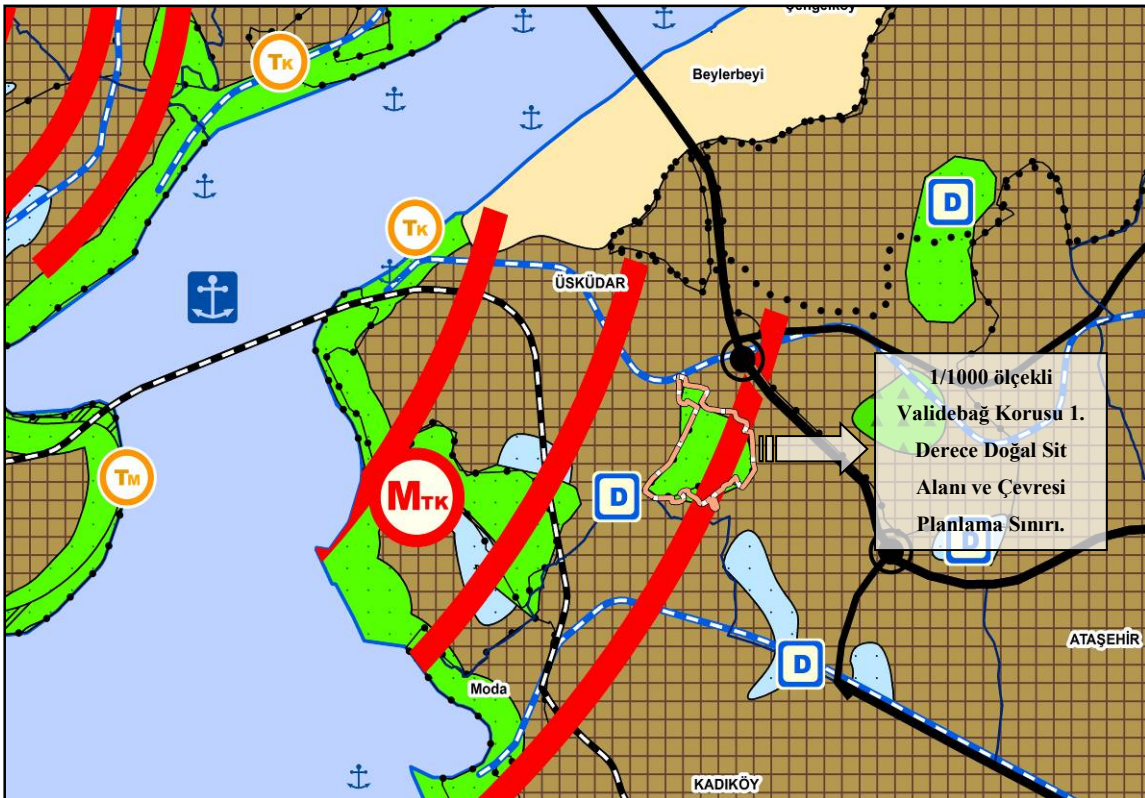 Çengelköy
Beylerbeyi
TK
D
TK
ÜSKÜDAR
1/1000 ölçekli
Validebağ Korusu 1.
Derece Doğal Sit
Alanı ve Çevresi
Planlama Sınırı.
TM
MTK
D
D
ATAŞEHİR
D
Moda
KADIKÖY